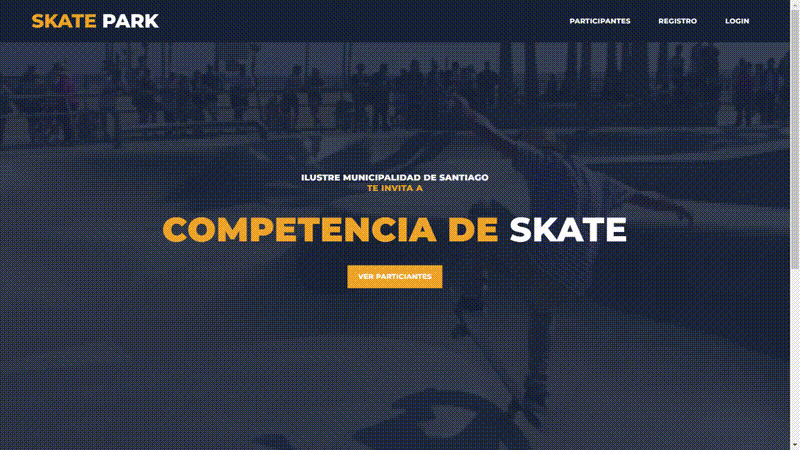 SKATE PARK
PARTICIPANTES REGISTRO LOGIN
ILUSTRE MUNICIPALIDAD DE SANTIAGO
TE INVITA A
COMPETENCIA DE SKATE
VER PARTICIANTES